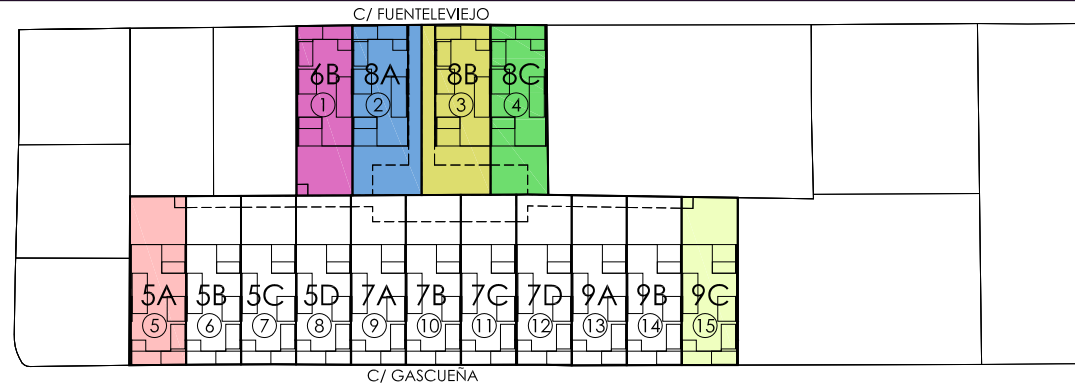 C/ FUENTELEVIEJO
6B 8A 8B 8C
1 2 3 4
5A 5B 5C 5D 7A 7B 7C 7D 9A 9B 9C
5 6 7 8 9 10 11 12 13 14 15
C/ GASCUEÑA